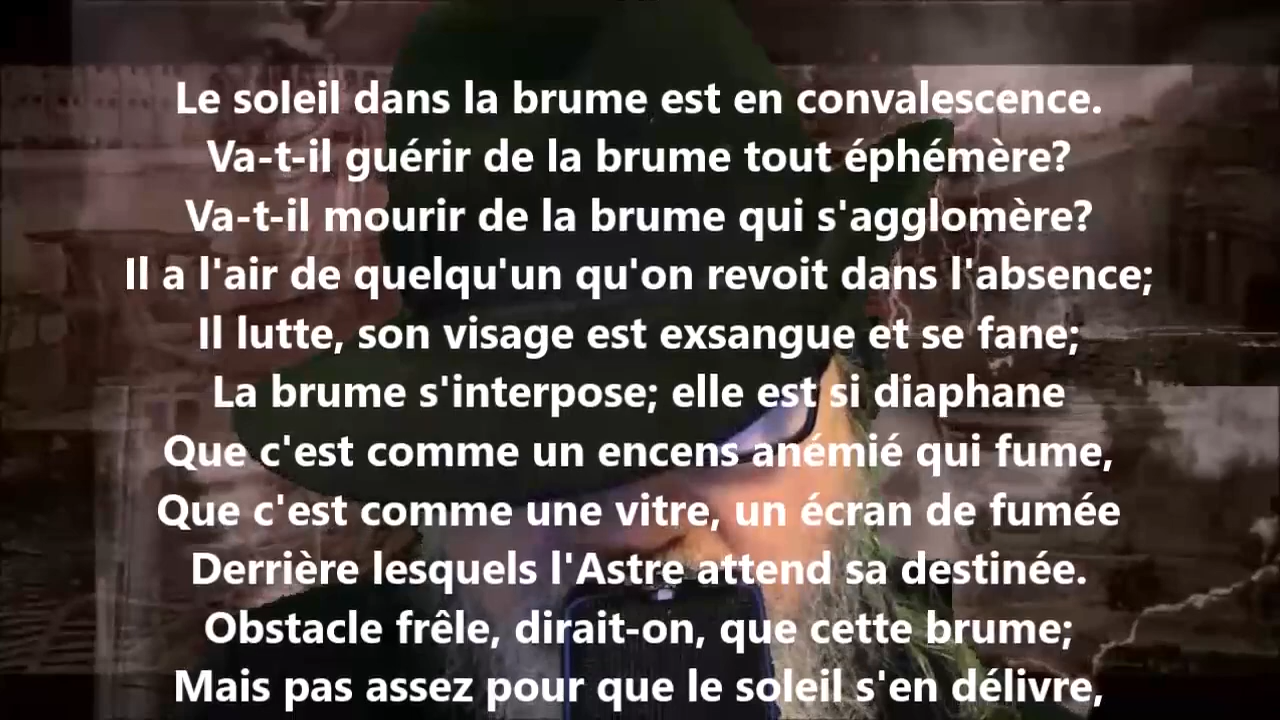 Le soleil dans la brume est en convalescence.
Va-t-il guérir de la brume tout éphémère?
Va-t-il mourir de la brume qui s'agglomère?
Il a l'air de quelqu'un qu'on revoit dans l'absence;
Il lutte, son visage est exsangue et se fane;
La brume s'interpose; elle est si diaphane
Que c'est comme un encens anémié qui fume,
Que c'est comme une vitre, un écran de fumée
Derrière lesquels l'Astre attend sa destinée.
Obstacle frêle, dirait-on, que cette brume;
Mais pas assez pour que le soleil s'en délivre,